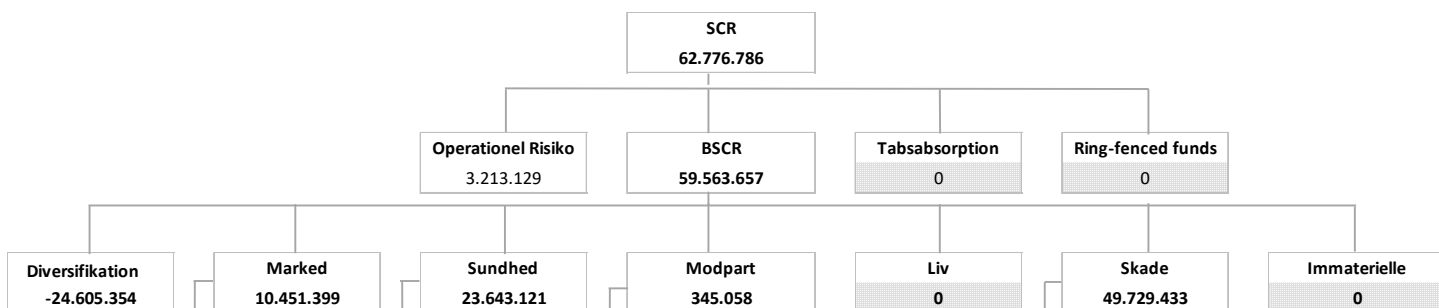 SCR
62.776.786
Operationel Risiko
3.213.129
BSCR
59.563.657
Tabsabsorption
0
Ring-fenced funds
0
Diversifikation
-24.605.354
Marked
10.451.399
Sundhed
23.643.121
Modpart
345.058
Liv
0
Skade
49.729.433
Immaterielle
0